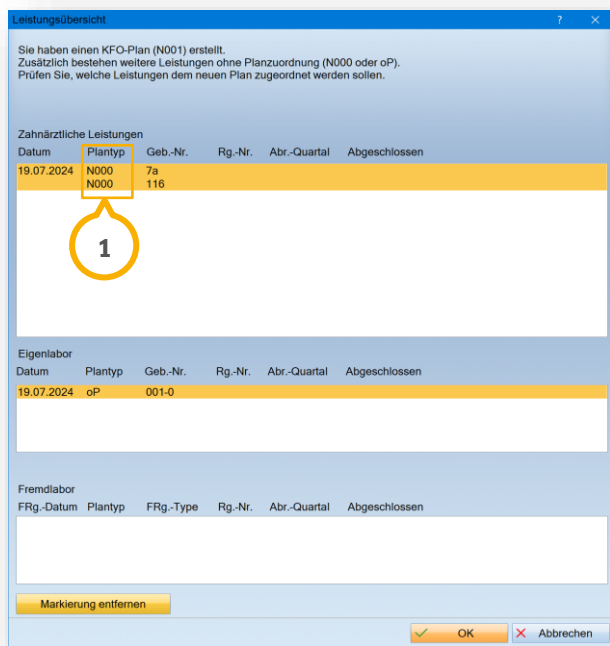 Leistungsübersicht ? ×
Sie haben einen KFO-Plan (N001) erstellt.
Zusätzlich bestehen weitere Leistungen ohne Planzuordnung (N000 oder oP).
Prüfen Sie, welche Leistungen dem neuen Plan zugeordnet werden sollen.
Zahnärztliche Leistungen
Datum Plantyp Geb.-Nr. Rg.-Nr. Abr.-Quartal Abgeschlossen
19.07.2024 N000 7a
N000 116
1
Eigenlabor
Datum Plantyp Geb.-Nr. Rg.-Nr. Abr.-Quartal Abgeschlossen
19.07.2024 oP 001-0
Fremdlabor
FRg.-Datum Plantyp FRg.-Type Rg.-Nr. Abr.-Quartal Abgeschlossen
Markierung entfernen
OK Abbrechen